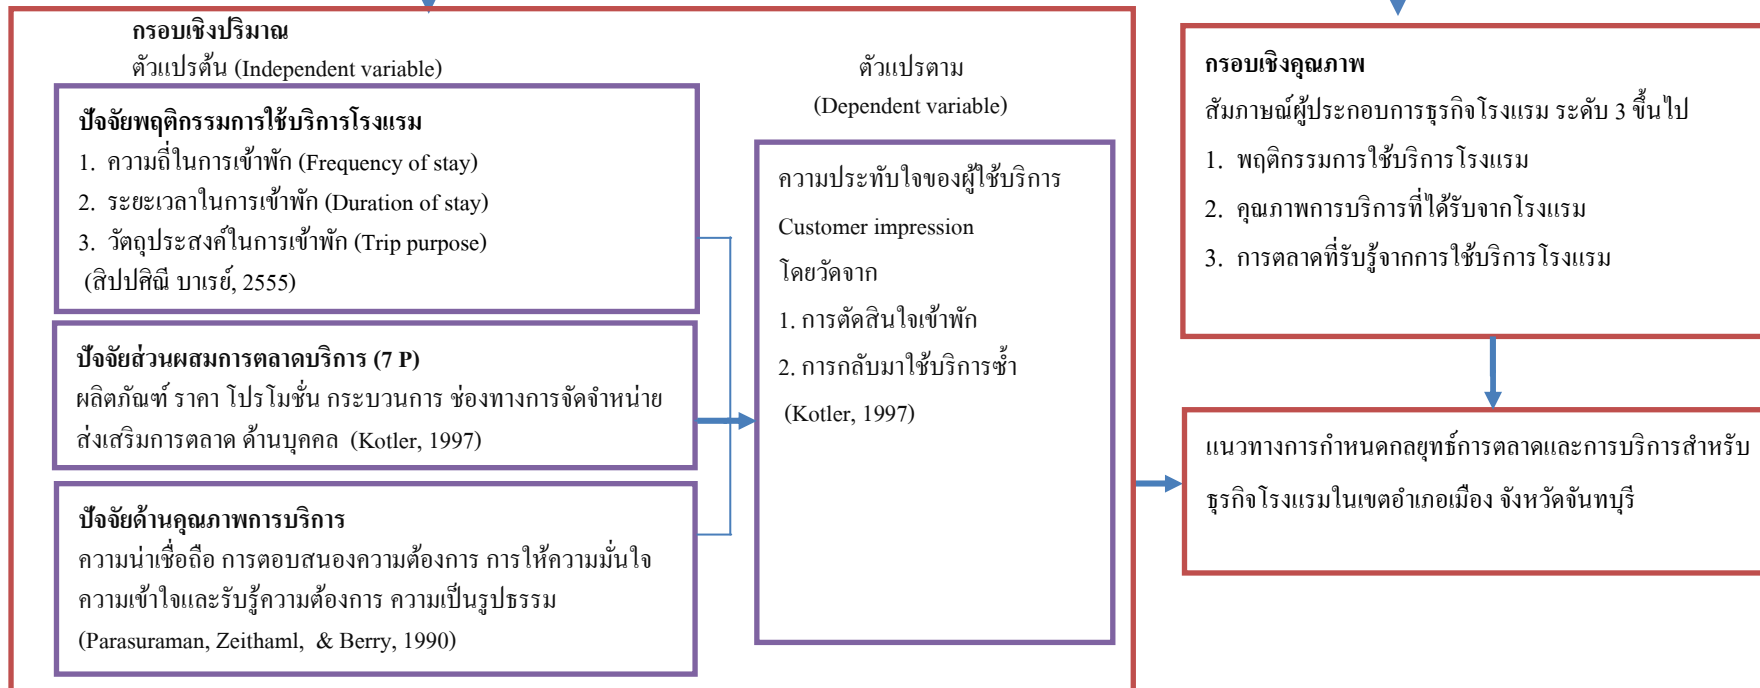 กรอบเชิงปริมาณ
ตัวแปรต้น (Independent variable)
ปัจจัยพฤติกรรมการใช้บริการโรงแรม
1. ความถี่ในการเข้าพัก (Frequency of stay)
2. ระยะเวลาในการเข้าพัก (Duration of stay)
3. วัตถุประสงค์ในการเข้าพัก (Trip purpose)
(สิปปศิณี บาเรย์, 2555)
ปัจจัยส่วนผสมการตลาดบริการ (7 P)
ผลิตภัณฑ์ ราคา โปรโมชั่น กระบวนการ ช่องทางการจัดจำหน่าย
ส่งเสริมการตลาด ด้านบุคคล (Kotler, 1997)
ปัจจัยด้านคุณภาพการบริการ
ความน่าเชื่อถือ การตอบสนองความต้องการ การให้ความมั่นใจ
ความเข้าใจและรับรู้ความต้องการ ความเป็นรูปธรรม
(Parasuraman, Zeithaml, & Berry, 1990)
ตัวแปรตาม
(Dependent variable)
ความประทับใจของผู้ใช้บริการ
Customer impression
โดยวัดจาก
1. การตัดสินใจเข้าพัก
2. การกลับมาใช้บริการซ้ำ
(Kotler, 1997)
กรอบเชิงคุณภาพ
สัมภาษณ์ผู้ประกอบการธุรกิจโรงแรม ระดับ 3 ขึ้นไป
1. พฤติกรรมการใช้บริการโรงแรม
2. คุณภาพการบริการที่ได้รับจากโรงแรม
3. การตลาดที่รับรู้จากการใช้บริการโรงแรม
แนวทางการกำหนดกลยุทธ์การตลาดและการบริการสำหรับ
ธุรกิจโรงแรมในเขตอำเภอเมือง จังหวัดจันทบุรี